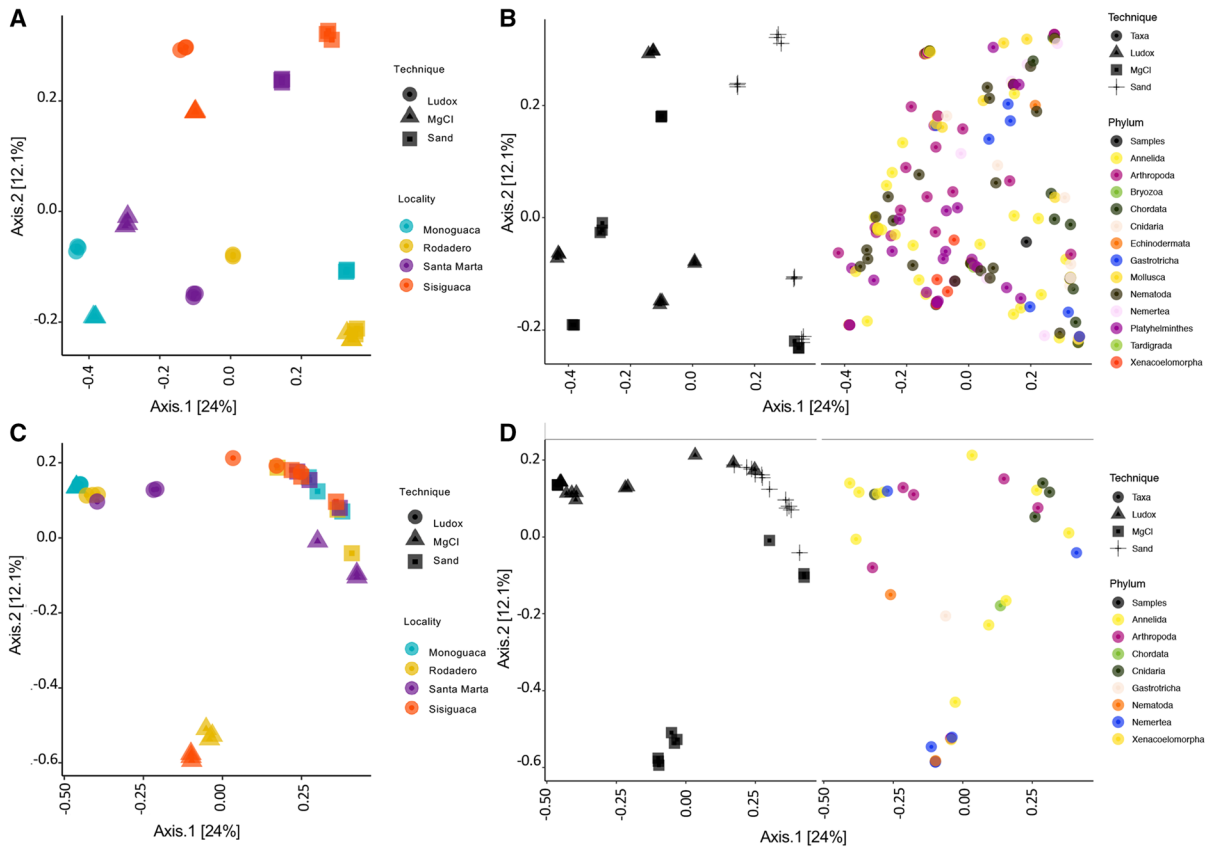 A
0.2
0.0
-0.2
Axis.2 [12.1%]
-0.4
-0.2
0.0
0.2
Axis.1 [24%]
Technique
Ludox
MgCl
Sand
Locality
Monoguaca
Rodadero
Santa Marta
Sisiguaca
B
0.2
0.0
-0.2
Axis.2 [12.1%]
-0.4
-0.2
0.0
0.2
-0.4
-0.2
0.0
0.2
Axis.1 [24%]
Technique
Taxa
Ludox
MgCl
Sand
Phylum
Samples
Annelida
Arthropoda
Bryozoa
Chordata
Cnidaria
Echinodermata
Gastrotricha
Mollusca
Nematoda
Nemertea
Platyhelminthes
Tardigrada
Xenacoelomorpha
C
0.2
0.0
-0.2
-0.4
-0.6
Axis.2 [12.1%]
-0.50
-0.25
0.00
0.25
Axis.1 [24%]
Technique
Ludox
MgCl
Sand
Locality
Monoguaca
Rodadero
Santa Marta
Sisiguaca
D
0.2
0.0
-0.2
-0.4
-0.6
Axis.2 [12.1%]
-0.50
-0.25
0.00
0.25
-0.50
-0.25
0.00
0.25
Axis.1 [24%]
Technique
Taxa
Ludox
MgCl
Sand
Phylum
Samples
Annelida
Arthropoda
Chordata
Cnidaria
Gastrotricha
Nematoda
Nemertea
Xenacoelomorpha